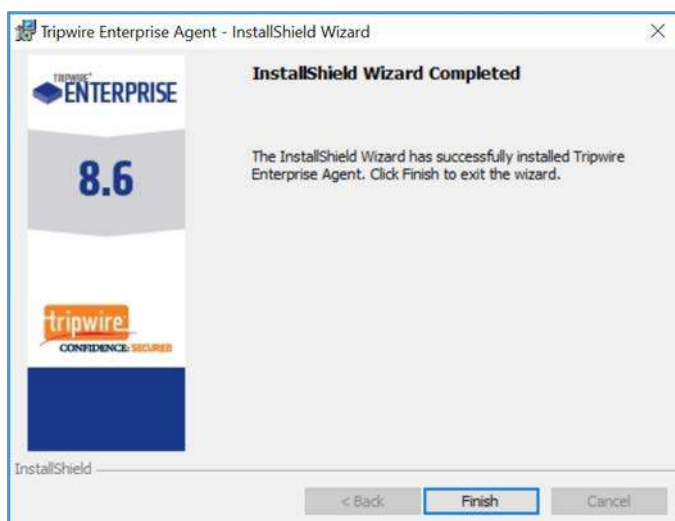 Tripwire Enterprise Agent - InstallShield Wizard
TRIPWIRE
ENTERPRISE
8.6
tripwire
CONFIDENCE: SECURED
InstallShield Wizard Completed
The InstallShield Wizard has successfully installed Tripwire
Enterprise Agent. Click Finish to exit the wizard.
InstallShield
< Back
Finish
Cancel